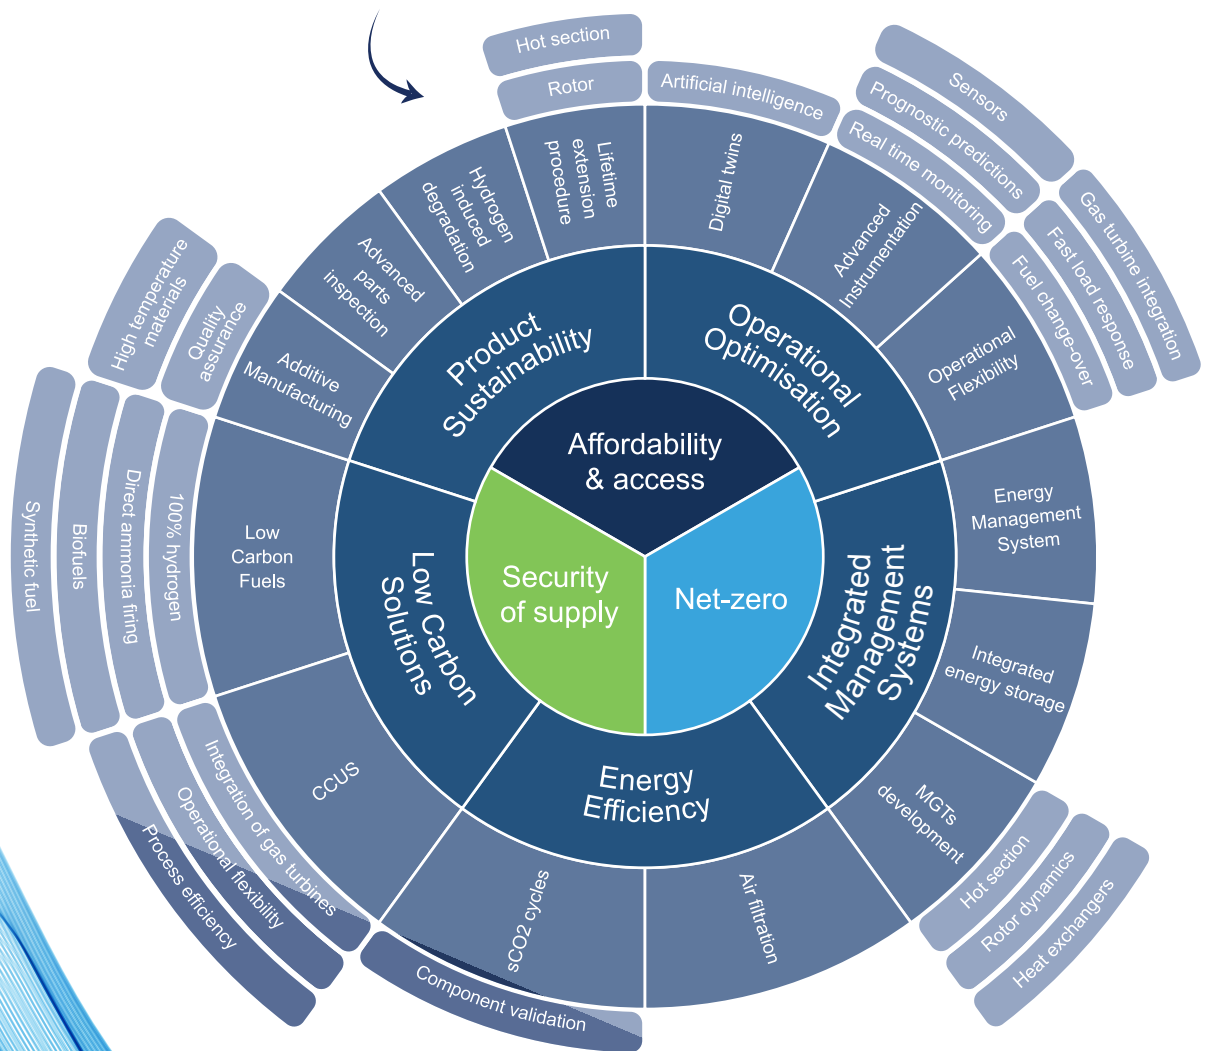 Affordability
& access
Net-zero
Security
of supply
Product
Sustainability
Operational
Optimisation
Integrated
Management
Systems
Energy
Efficiency
Low Carbon
Solutions
Lifetime
extension
procedure
Rotor
Hot section
Digital twins
Artificial intelligence
Advanced
Instrumentation
Real time monitoring
Prognostic predictions
Sensors
Operational
Flexibility
Fuel change-over
Fast load response
Gas turbine integration
Energy
Management
System
Integrated
energy storage
MGTs
development
Hot section
Rotor dynamics
Heat exchangers
Air filtration
sCO2 cycles
Component validation
CCUS
Integration of gas turbines
Operational flexibility
Process efficiency
Low
Carbon
Fuels
100% hydrogen
Direct ammonia firing
Biofuels
Synthetic fuel
Additive
Manufacturing
Quality
assurance
High temperature
materials
Advanced
parts
inspection
Hydrogen
induced
degradation